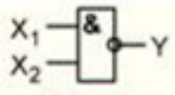 X₁ & Y
X₂